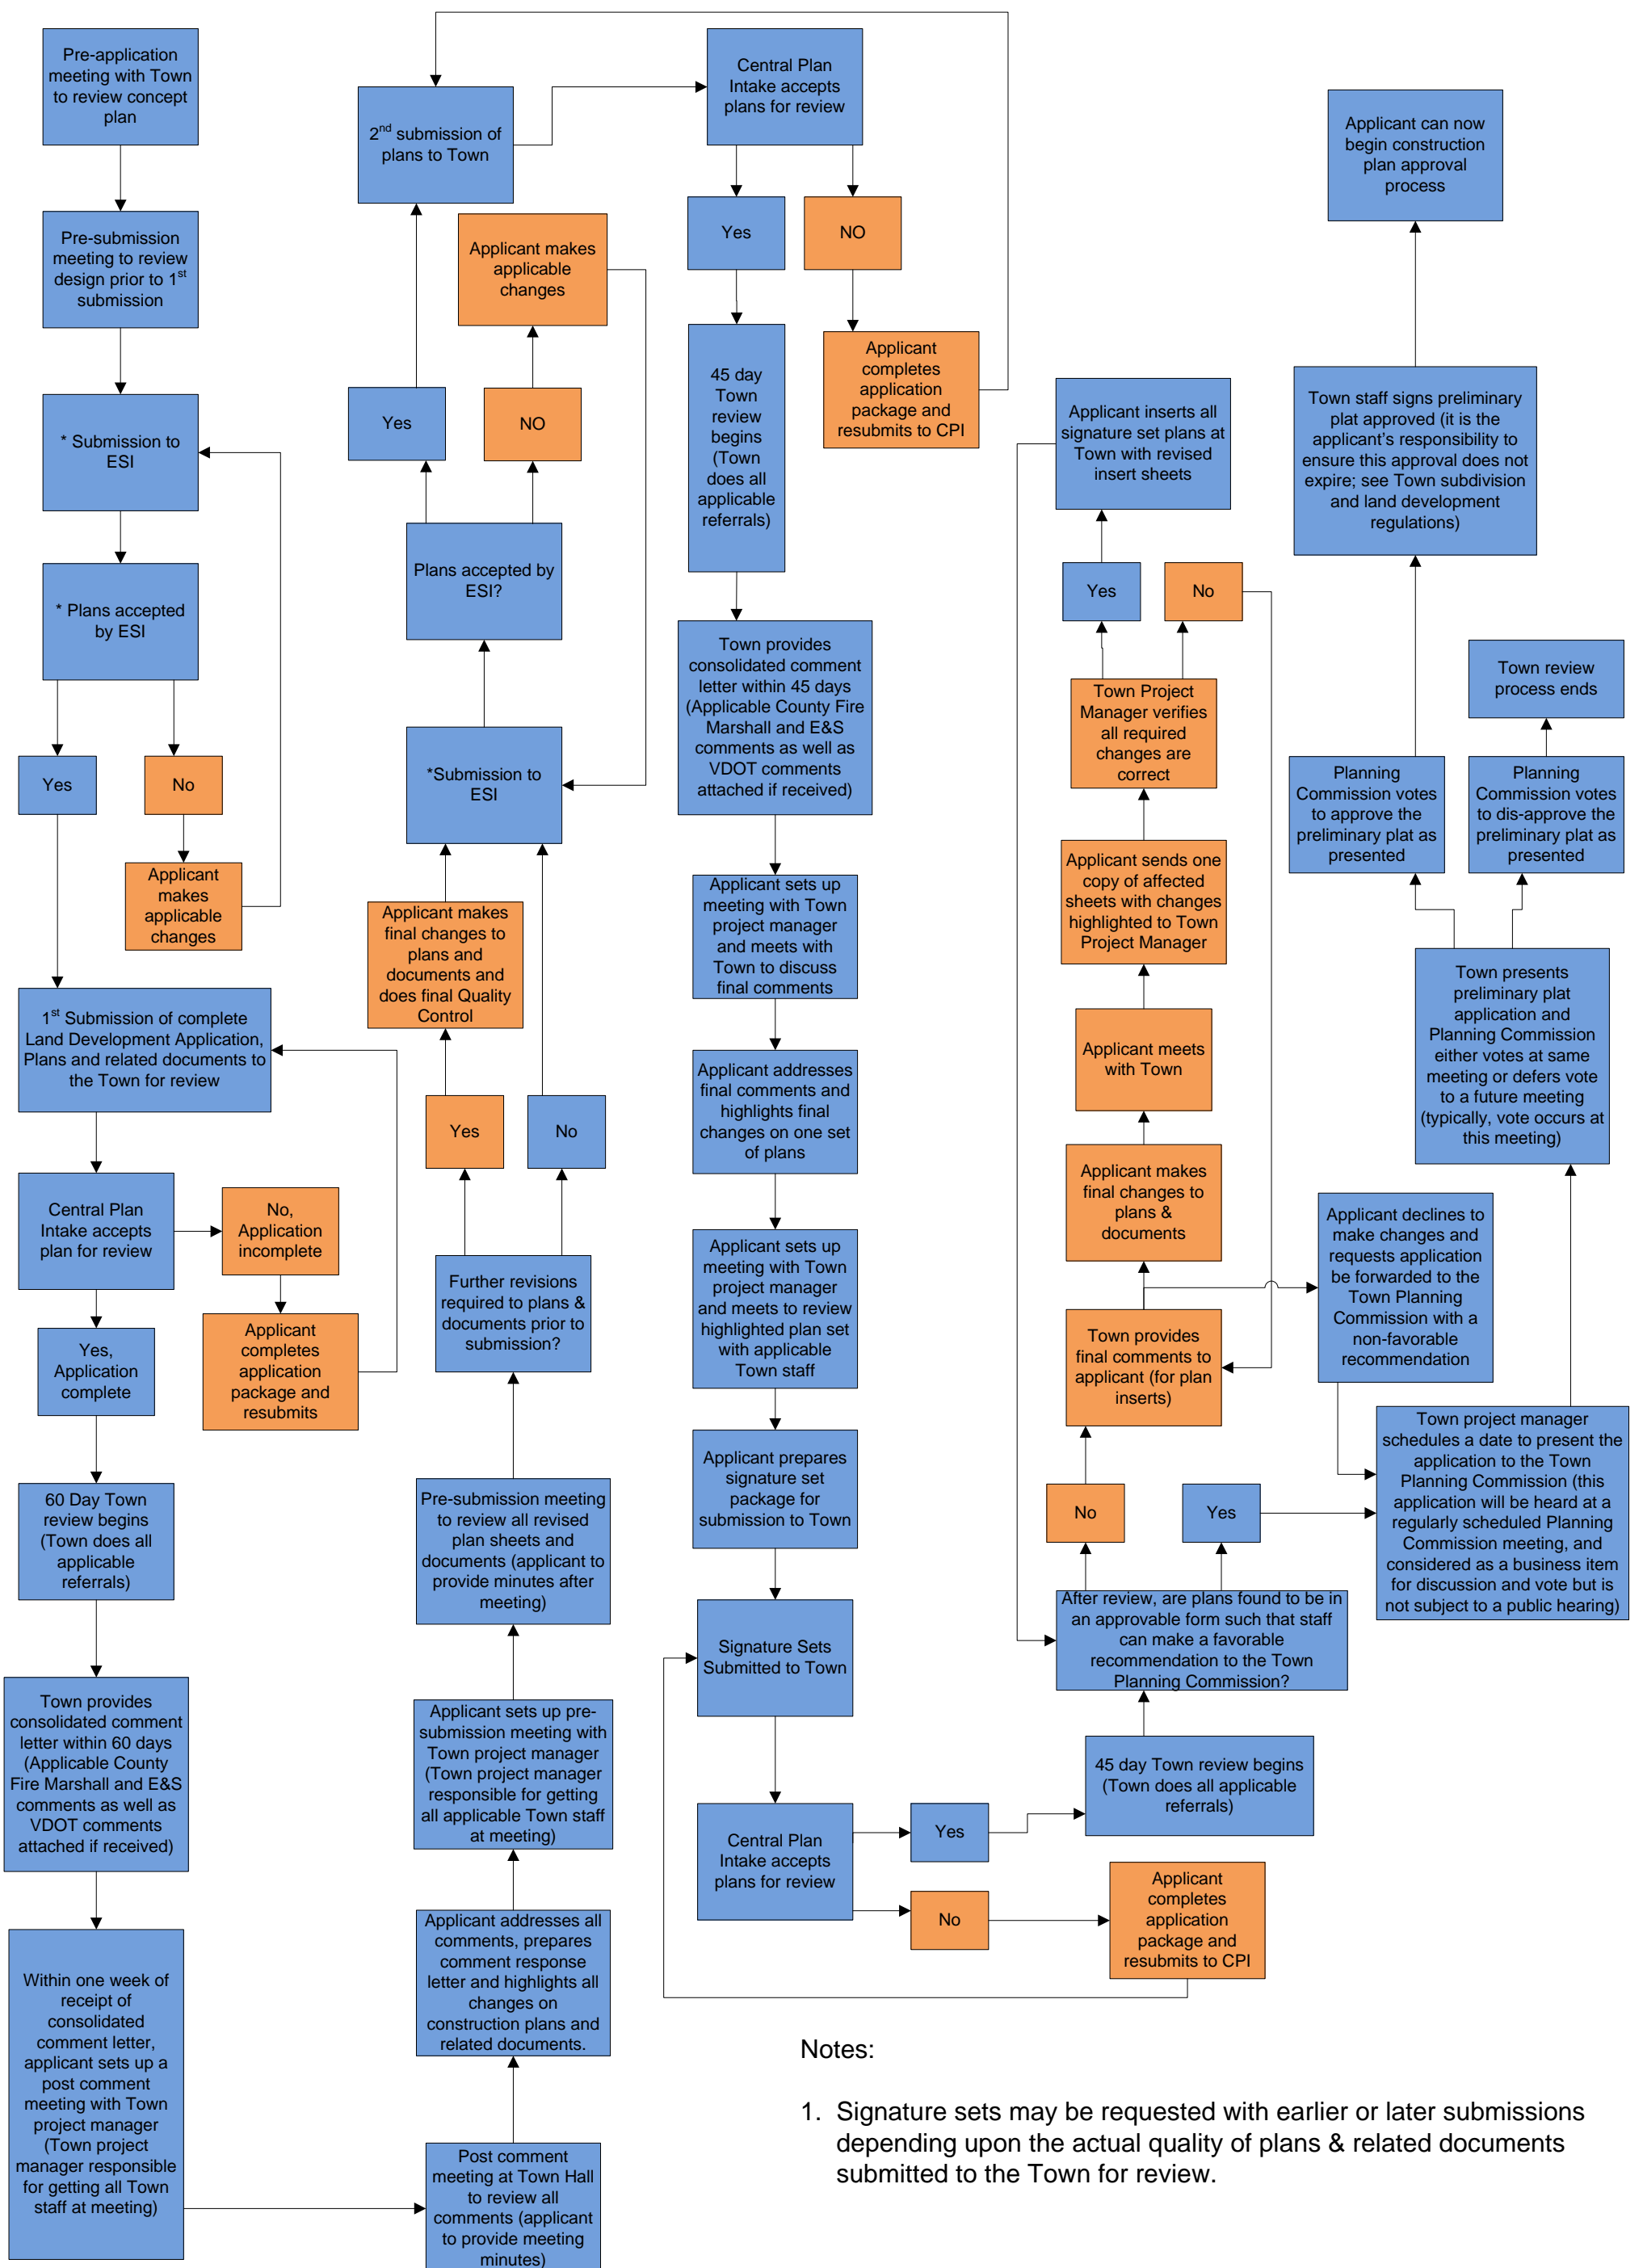 Pre-application
meeting with Town
to review concept
plan
Pre-submission
meeting to review
design prior to 1st
submission
* Submission to
ESI
* Plans accepted
by ESI
Yes
No
Applicant
makes
applicable
changes
1st Submission of complete
Land Development Application,
Plans and related documents to
the Town for review
Central Plan
Intake accepts
plan for review
No,
Application
incomplete
Yes,
Application
complete
Applicant
completes
application
package and
resubmits
60 Day Town
review begins
(Town does all
applicable
referrals)
Town provides
consolidated comment
letter within 60 days
(Applicable County
Fire Marshall and E&S
comments as well as
VDOT comments
attached if received)
Within one week of
receipt of
consolidated
comment letter,
applicant sets up a
post comment
meeting with Town
project manager
(Town project
manager responsible
for getting all Town
staff at meeting)
Post comment
meeting at Town Hall
to review all
comments (applicant
to provide meeting
minutes)
Applicant addresses all
comments, prepares
comment response
letter and highlights all
changes on
construction plans and
related documents.
Applicant sets up pre-
submission meeting with
Town project manager
(Town project manager
responsible for getting
all applicable Town staff
at meeting)
Pre-submission meeting
to review all revised
plan sheets and
documents (applicant to
provide minutes after
meeting)
Further revisions
required to plans &
documents prior to
submission?
Yes
No
Applicant makes
final changes to
plans and
documents and
does final Quality
Control
*Submission to
ESI
Plans accepted by
ESI?
Yes
NO
Applicant makes
applicable
changes
2nd submission of
plans to Town
Central Plan
Intake accepts
plans for review
Yes
NO
Applicant
completes
application
package and
resubmits to CPI
45 day
Town
review
begins
(Town
does all
applicable
referrals)
Town provides
consolidated comment
letter within 45 days
(Applicable County Fire
Marshall and E&S
comments as well as
VDOT comments
attached if received)
Applicant sets up
meeting with Town
project manager
and meets with
Town to discuss
final comments
Applicant addresses
final comments and
highlights final
changes on one set
of plans
Applicant sets up
meeting with Town
project manager
and meets to review
highlighted plan set
with applicable
Town staff
Applicant prepares
signature set
package for
submission to Town
Signature Sets
Submitted to Town
Central Plan
Intake accepts
plans for review
Yes
No
Applicant
completes
application
package and
resubmits to CPI
45 day Town review begins
(Town does all applicable
referrals)
After review, are plans found to be in
an approvable form such that staff
can make a favorable
recommendation to the Town
Planning Commission?
No
Yes
Town provides
final comments to
applicant (for plan
inserts)
Applicant makes
final changes to
plans &
documents
Applicant meets
with Town
Applicant sends one
copy of affected
sheets with changes
highlighted to Town
Project Manager
Town Project
Manager verifies
all required
changes are
correct
Yes
No
Applicant inserts all
signature set plans at
Town with revised
insert sheets
Applicant declines to
make changes and
requests application
be forwarded to the
Town Planning
Commission with a
non-favorable
recommendation
Town project manager
schedules a date to present the
application to the Town
Planning Commission (this
application will be heard at a
regularly scheduled Planning
Commission meeting, and
considered as a business item
for discussion and vote but is
not subject to a public hearing)
Town presents
preliminary plat
application and
Planning Commission
either votes at same
meeting or defers vote
to a future meeting
(typically, vote occurs at
this meeting)
Planning
Commission votes
to approve the
preliminary plat as
presented
Planning
Commission votes
to dis-approve the
preliminary plat as
presented
Town review
process ends
Town staff signs preliminary
plat approved (it is the
applicant's responsibility to
ensure this approval does not
expire; see Town subdivision
and land development
regulations)
Applicant can now
begin construction
plan approval
process
Notes:
1. Signature sets may be requested with earlier or later submissions
depending upon the actual quality of plans & related documents
submitted to the Town for review.